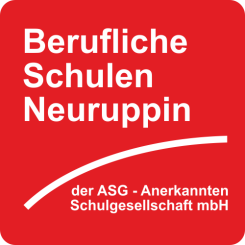 Berufliche
Schulen
Neuruppin
der ASG - Anerkannten
Schulgesellschaft mbH